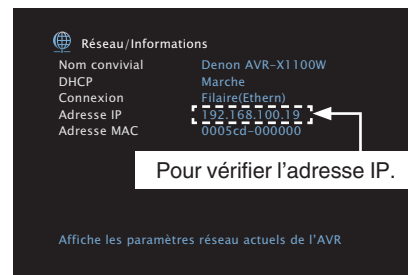 Réseau/Informations
Nom convivial Denon AVR-X1100W
DHCP Marche
Connexion Filaire(Ethern)
Adresse IP 192.168.100.19
Adresse MAC 0005cd-000000
Pour vérifier l'adresse IP.
Affiche les paramètres réseau actuels de l'AVR